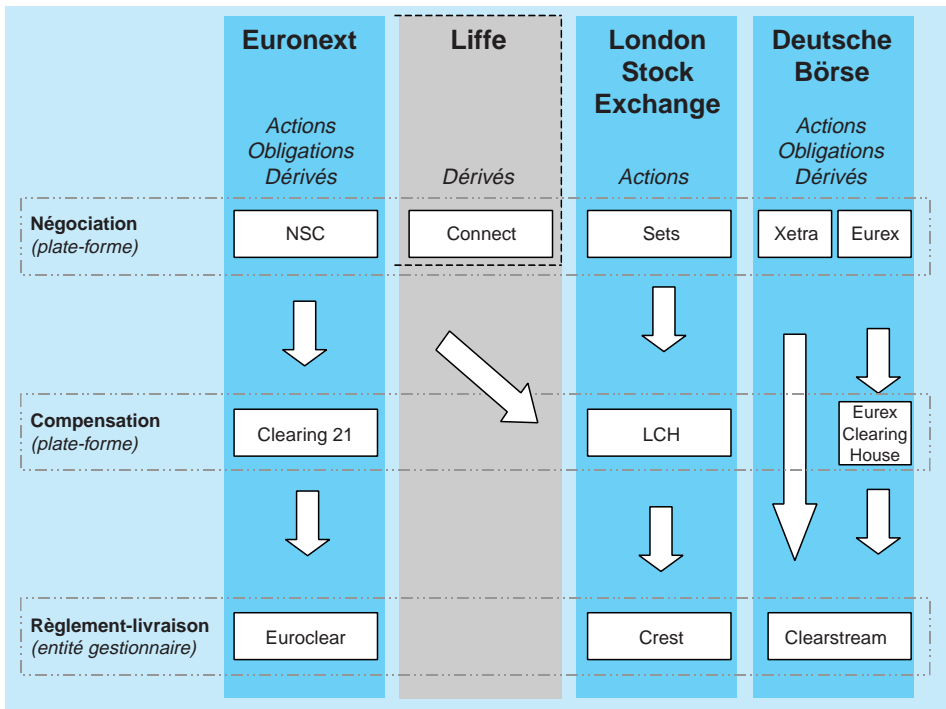 Euronext
Liffe
London
Stock
Exchange
Deutsche
Börse
Actions
Obligations
Dérivés
Dérivés
Actions
Actions
Obligations
Dérivés
Négociation
(plate-forme)
NSC
Connect
Sets
Xetra
Eurex
Compensation
(plate-forme)
Clearing 21
LCH
Eurex
Clearing
House
Règlement-livraison
(entité gestionnaire)
Euroclear
Crest
Clearstream